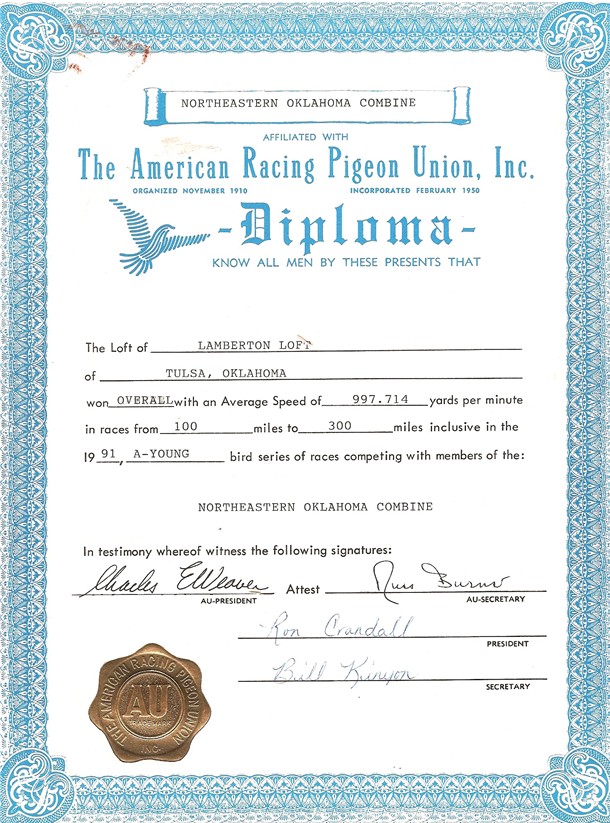 NORTHEASTERN OKLAHOMA COMBINE
AFFILIATED WITH
The American Racing Pigeon Union, Inc.
ORGANIZED NOVEMBER 1910 INCORPORATED FEBRUARY 1950
-Diploma-
KNOW ALL MEN BY THESE PRESENTS THAT
The Loft of LAMBERTON LOFT
of TULSA, OKLAHOMA
won OVERALL with an Average Speed of 997.714 yards per minute
in races from 100 miles to 300 miles inclusive in the
19 91, A-YOUNG bird series of races competing with members of the:
NORTHEASTERN OKLAHOMA COMBINE
In testimony whereof witness the following signatures:
Charles E Weaver Attest Russ Burns
AU-PRESIDENT AU-SECRETARY
Ron Crandall
PRESIDENT
Bill Kinyon
SECRETARY
THE AMERICAN RACING PIGEON UNION
AU
TRADEMARK
INC.